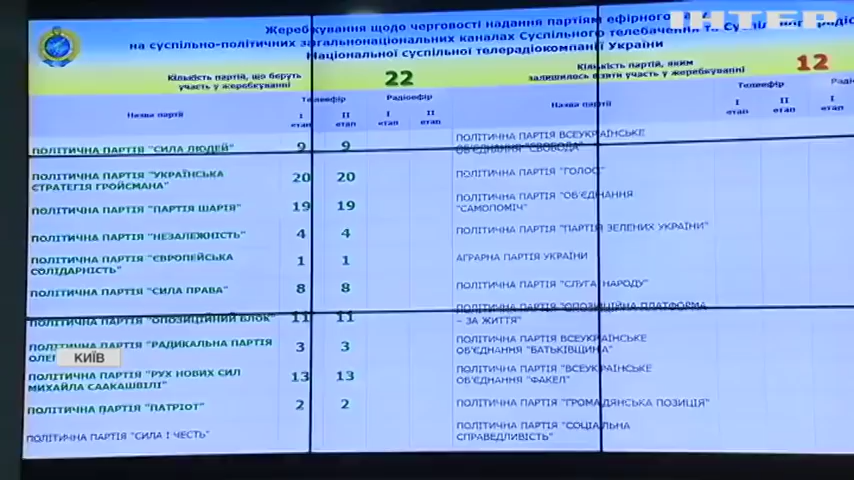 ІНТЕР
Жеребкування щодо черговості надання партіям ефірного
на суспільно-політичних загальнонаціональних каналах Суспільного телебачення
Національної суспільної телерадіокомпанії України
Кількість партій, що беруть
участь у жеребкуванні
22
Кількість партій, яким
залишилось взяти участь у жеребкуванні
12
Назва партії
Телеефір
Радіоефір
І
етап
ІІ
етап
І
етап
ІІ
етап
Назва партії
Телеефір
І
етап
ІІ
етап
І
етап
ПОЛІТИЧНА ПАРТІЯ "СИЛА ЛЮДЕЙ" 9 9
ПОЛІТИЧНА ПАРТІЯ "УКРАЇНСЬКА
СТРАТЕГІЯ ГРОЙСМАНА" 20 20
ПОЛІТИЧНА ПАРТІЯ "ПАРТІЯ ШАРІЯ" 19 19
ПОЛІТИЧНА ПАРТІЯ "НЕЗАЛЕЖНІСТЬ" 4 4
ПОЛІТИЧНА ПАРТІЯ "ЄВРОПЕЙСЬКА
СОЛІДАРНІСТЬ" 1 1
ПОЛІТИЧНА ПАРТІЯ "СИЛА ПРАВА" 8 8
ПОЛІТИЧНА ПАРТІЯ "ОПОЗИЦІЙНИЙ БЛОК" 11 11
ПОЛІТИЧНА ПАРТІЯ "РАДИКАЛЬНА ПАРТІЯ
3 3
КИЇВ
ПОЛІТИЧНА ПАРТІЯ "РУХ НОВИХ СИЛ
МИХАЙЛА СААКАШВІЛІ" 13 13
ПОЛІТИЧНА ПАРТІЯ "ПАТРІОТ" 2 2
ПОЛІТИЧНА ПАРТІЯ "СИЛА І ЧЕСТЬ"
ПОЛІТИЧНА ПАРТІЯ ВСЕУКРАЇНСЬКЕ
ОБ'ЄДНАННЯ "СВОБОДА"
ПОЛІТИЧНА ПАРТІЯ "ГОЛОС"
ПОЛІТИЧНА ПАРТІЯ "ОБ'ЄДНАННЯ
"САМОПОМІЧ"
ПОЛІТИЧНА ПАРТІЯ "ПАРТІЯ ЗЕЛЕНИХ УКРАЇНИ"
АГРАРНА ПАРТІЯ УКРАЇНИ
ПОЛІТИЧНА ПАРТІЯ "СЛУГА НАРОДУ"
ПОЛІТИЧНА ПАРТІЯ "ОПОЗИЦІЙНА ПЛАТФОРМА
– ЗА ЖИТТЯ"
ПОЛІТИЧНА ПАРТІЯ ВСЕУКРАЇНСЬКЕ
ОБ'ЄДНАННЯ "БАТЬКІВЩИНА"
ПОЛІТИЧНА ПАРТІЯ "ВСЕУКРАЇНСЬКЕ
ОБ'ЄДНАННЯ "ФАКЕЛ"
ПОЛІТИЧНА ПАРТІЯ "ГРОМАДЯНСЬКА ПОЗИЦІЯ"
ПОЛІТИЧНА ПАРТІЯ "СОЦІАЛЬНА
СПРАВЕДЛИВІСТЬ"